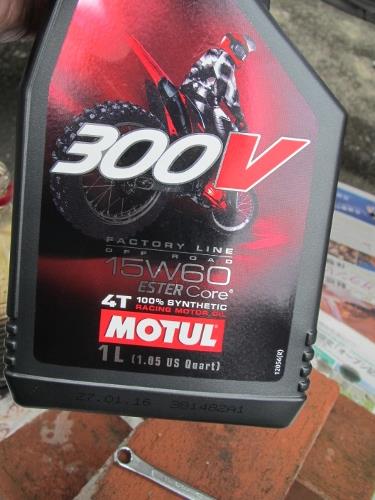 300V
FACTORY LINE
OFF ROAD
15W60
ESTER Core®
4T 100% SYNTHETIC
RACING MOTOR OIL
MOTUL
1L (1.05 US Quart)
27.01.16 381482A1